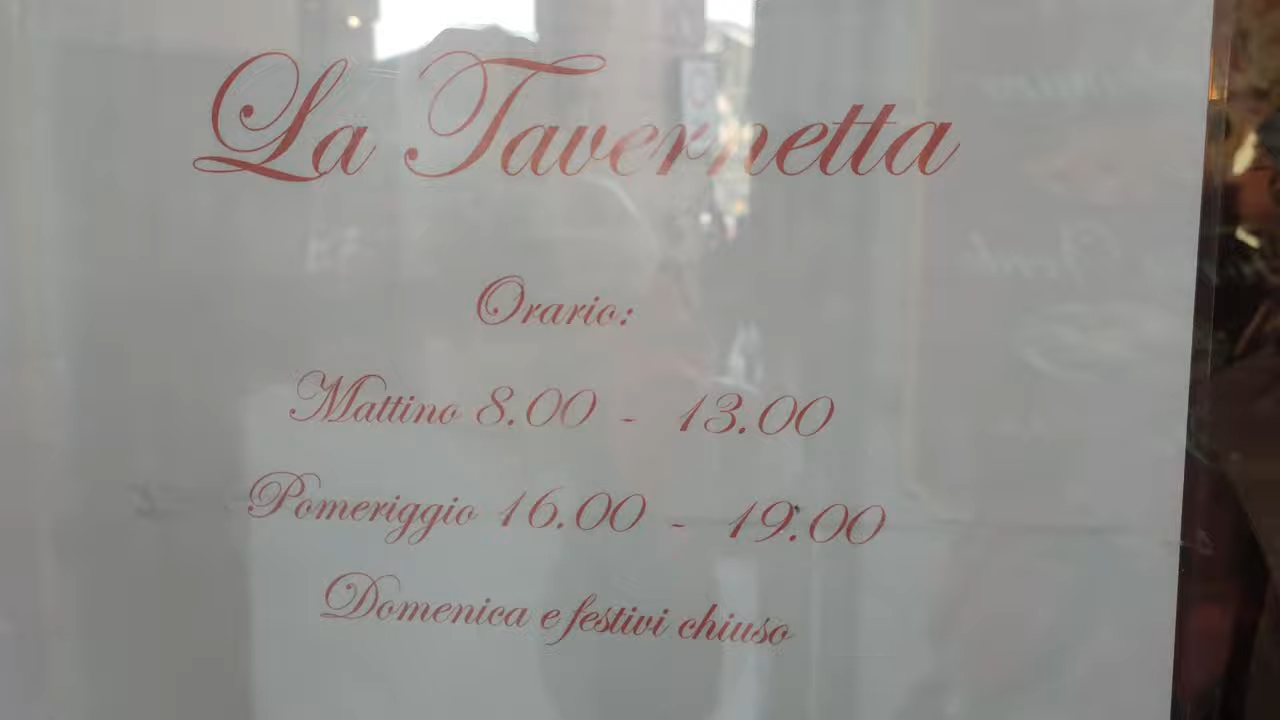 La Tavernetta
Orario:
Mattino 8.00 - 13.00
Pomeriggio 16.00 - 19.00
Domenica e festivi chiuso